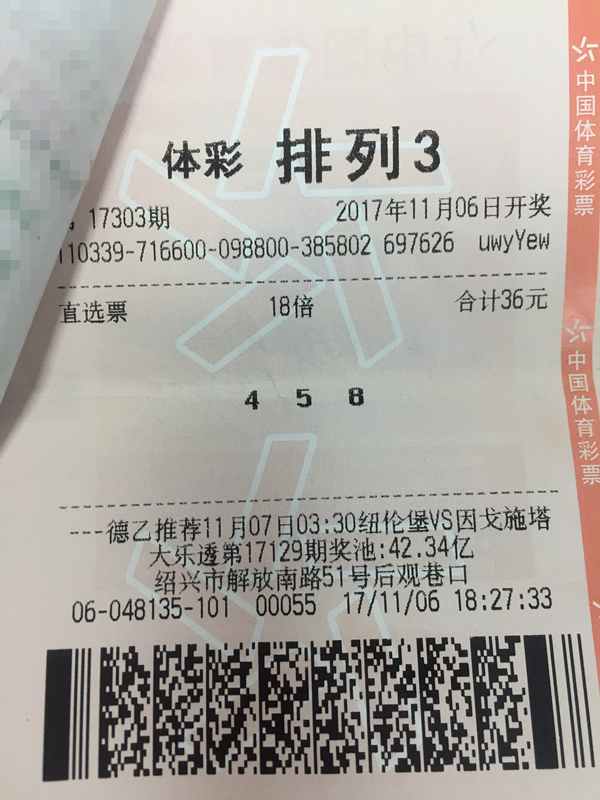 体彩 排列3
17303期 2017年11月06日开奖
110339-716600-098800-385802 697626 uwyYew
直选票 18倍 合计36元
4 5 8
----德乙推荐11月07日03:30纽伦堡VS因戈施塔
大乐透第17129期奖池:42.34亿
绍兴市解放南路51号后观巷口
06-048135-101 00055 17/11/06 18:27:33
中国体育彩票
中国体育彩票